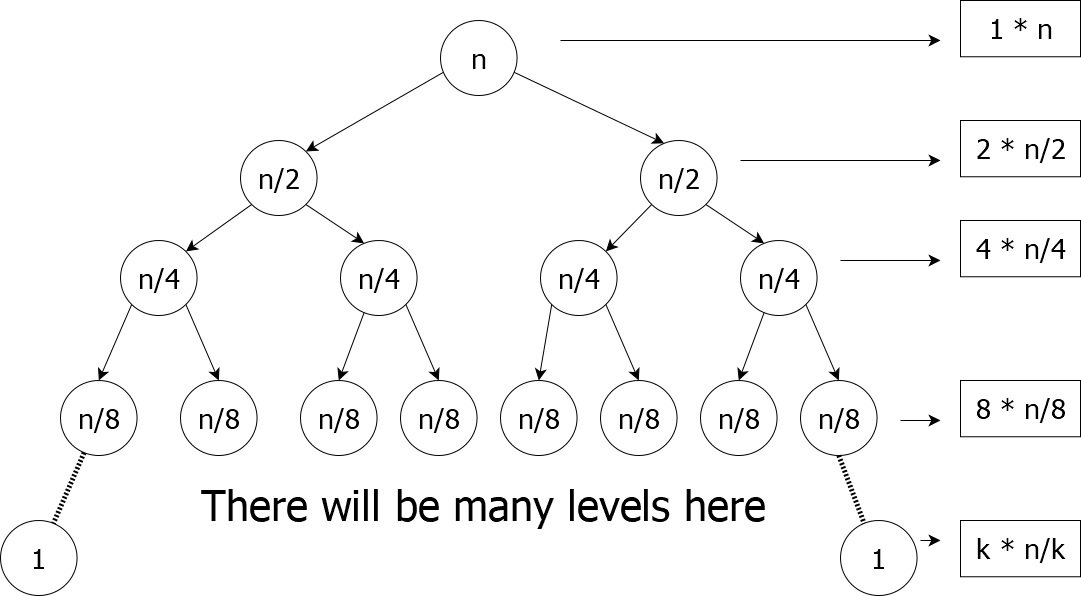 n
1 * n
n/2
n/2
2 * n/2
n/4
n/4
n/4
n/4
4 * n/4
n/8
n/8
n/8
n/8
n/8
n/8
n/8
n/8
8 * n/8
There will be many levels here
1
1
k * n/k